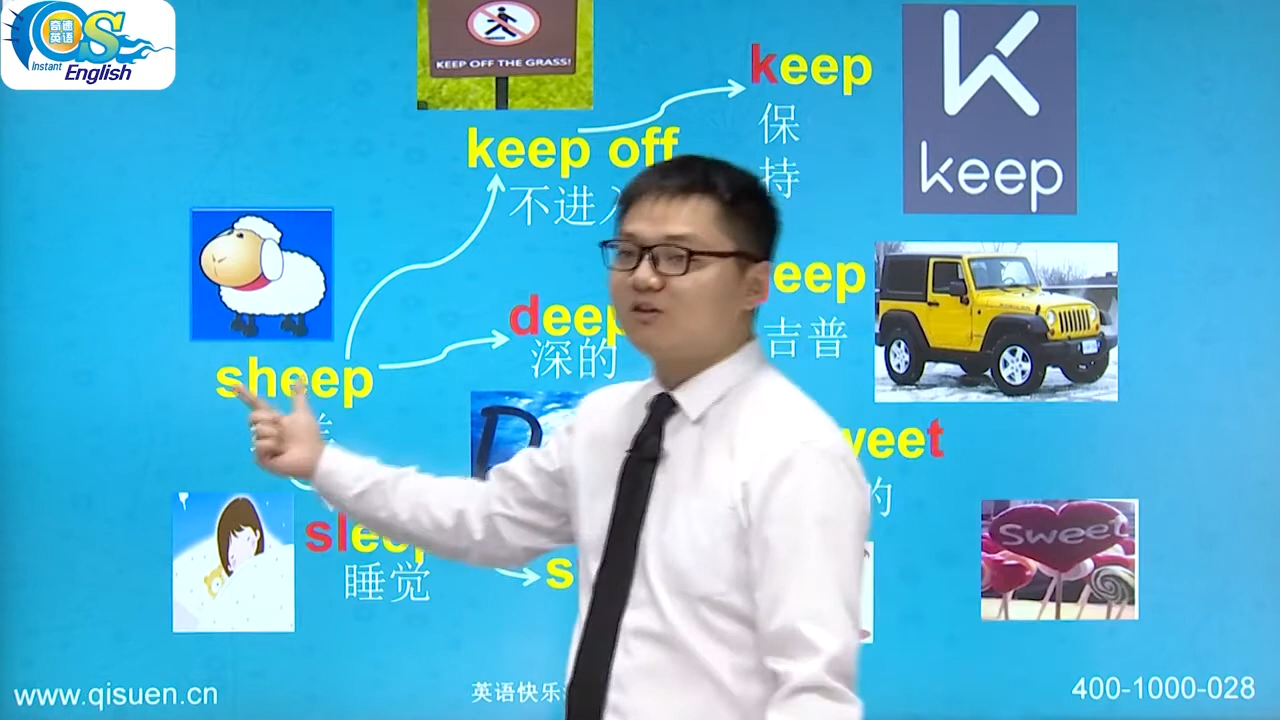 奇速
英语
QS
Instant
English
KEEP OFF THE GRASS!
keep
保
持
K
keep
keep off
不进入
deep
深的
eep
吉普
sheep
sweet
的
Sweet
D
sleep
睡觉
s
www.qisuen.cn
英语快乐
400-1000-028